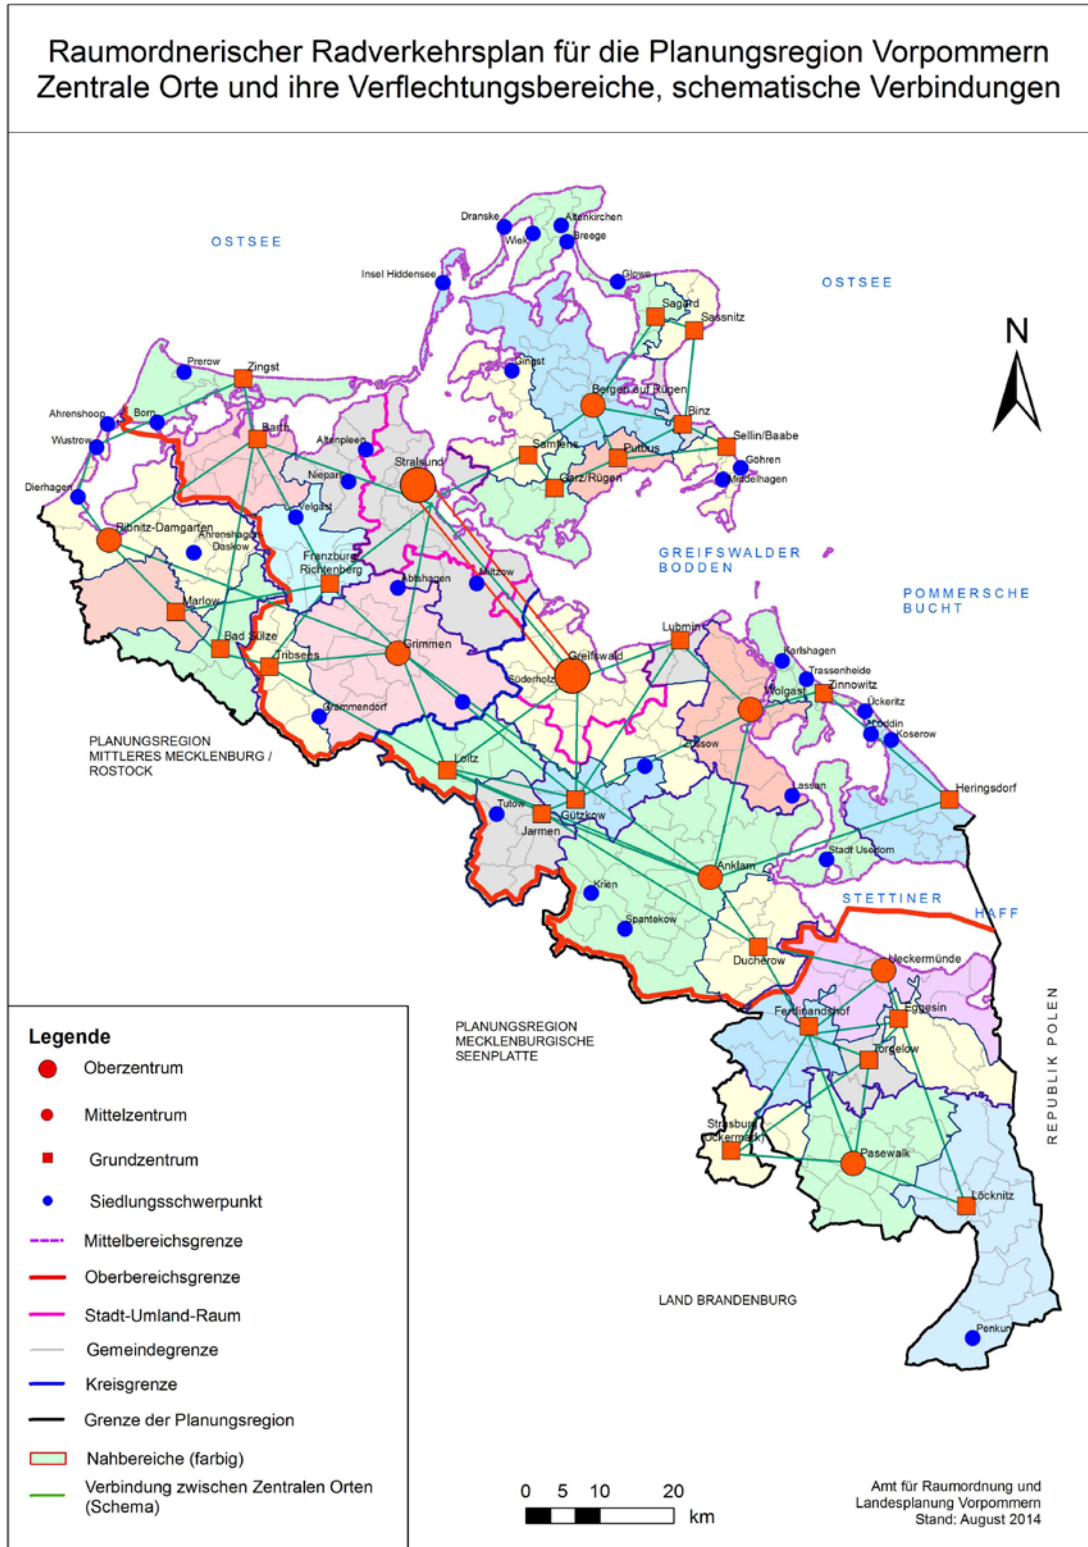 Raumordnerischer Radverkehrsplan für die Planungsregion Vorpommern
Zentrale Orte und ihre Verflechtungsbereiche, schematische Verbindungen
OSTSEE
OSTSEE
N
Dranske
Altenkirchen
Wiek
Breege
Insel Hiddensee
Glowe
Sagard
Sassnitz
Prerow
Zingst
Gingst
Bergen auf Rügen
Ahrenshoop
Born
Binz
Wustrow
Barth
Altenpleen
Samtens
Putbus
Sellin/Baabe
Göhren
Middelhagen
Stralsund
Niepars
Garz/Rügen
Dierhagen
Velgast
Ribnitz-Damgarten
Ahrenshagen-
Daskow
Franzburg
Richtenberg
GREIFSWALDER
BODDEN
Abtshagen
Miltzow
POMMERSCHE
BUCHT
Marlow
Bad Sülze
Tribsees
Grimmen
Lubmin
Greifswald
Süderholz
Karlshagen
Trassenheide
Zinnowitz
Wolgast
Ückeritz
Loddin
Koserow
Grammendorf
PLANUNGSREGION
MITTLERES MECKLENBURG /
ROSTOCK
Loitz
Züssow
Lassan
Heringsdorf
Tutow
Gützkow
Jarmen
Anklam
Stadt Usedom
Krien
Spantekow
STETTINER
HAFF
Ducherow
Ueckermünde
Ferdinandshof
Eggesin
Torgelow
PLANUNGSREGION
MECKLENBURGISCHE
SEENPLATTE
REPUBLIK POLEN
Strasburg
(Uckermark)
Pasewalk
Löcknitz
LAND BRANDENBURG
Penkun
Legende
Oberzentrum
Mittelzentrum
Grundzentrum
Siedlungsschwerpunkt
Mittelbereichsgrenze
Oberbereichsgrenze
Stadt-Umland-Raum
Gemeindegrenze
Kreisgrenze
Grenze der Planungsregion
Nahbereiche (farbig)
Verbindung zwischen Zentralen Orten
(Schema)
0 5 10 20
km
Amt für Raumordnung und
Landesplanung Vorpommern
Stand: August 2014